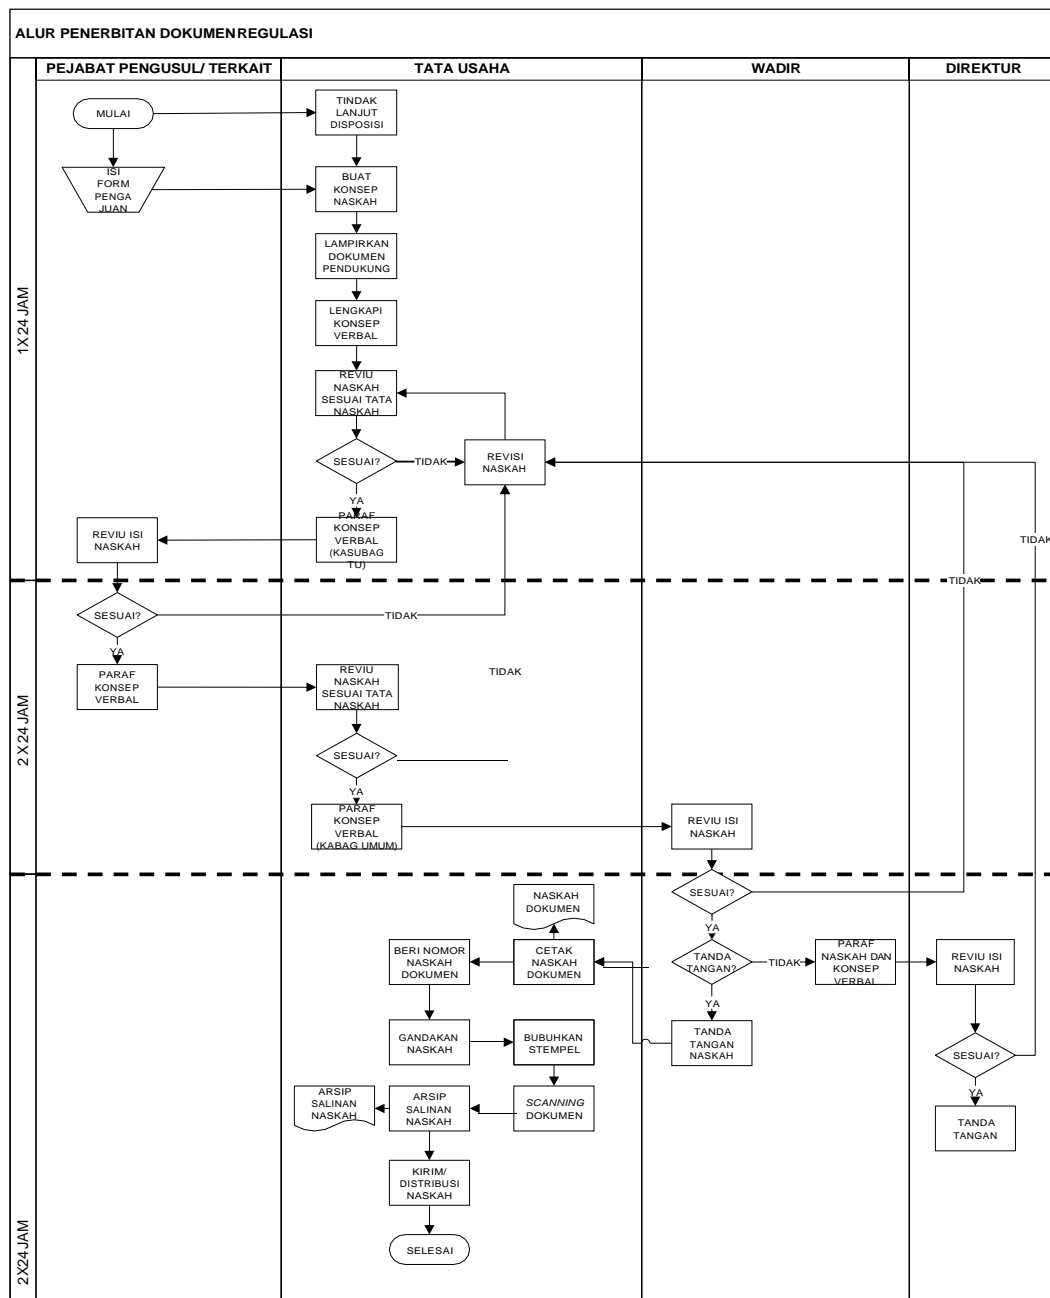 ALUR PENERBITAN DOKUMEN REGULASI
PEJABAT PENGUSUL/ TERKAIT
TATA USAHA
WADIR
DIREKTUR
1X 24 JAM
MULAI
TINDAK
LANJUT
DISPOSISI
ISI
FORM
PENGA
JUAN
BUAT
KONSEP
NASKAH
LAMPIRKAN
DOKUMEN
PENDUKUNG
LENGKAPI
KONSEP
VERBAL
REVIU
NASKAH
SESUAI TATA
NASKAH
SESUAI?
TIDAK
REVISI
NASKAH
YA
PARAF
KONSEP
VERBAL
(KASUBAG
TU)
REVIU ISI
NASKAH
TIDAK
TIDAK
2 X 24 JAM
SESUAI?
TIDAK
YA
PARAF
KONSEP
VERBAL
REVIU
NASKAH
SESUAI TATA
NASKAH
TIDAK
SESUAI?
YA
PARAF
KONSEP
VERBAL
(KABAG UMUM)
REVIU ISI
NASKAH
2X24 JAM
SESUAI?
YA
NASKAH
DOKUMEN
BERI NOMOR
NASKAH
DOKUMEN
CETAK
NASKAH
DOKUMEN
TANDA
TANGAN?
TIDAK
PARAF
NASKAH DAN
KONSEP
VERBAL
REVIU ISI
NASKAH
YA
GANDAKAN
NASKAH
BUBUHKAN
STEMPEL
TANDA
TANGAN
NASKAH
SESUAI?
YA
ARSIP
SALINAN
NASKAH
ARSIP
SALINAN
NASKAH
SCANNING
DOKUMEN
TANDA
TANGAN
KIRIM/
DISTRIBUSI
NASKAH
SELESAI